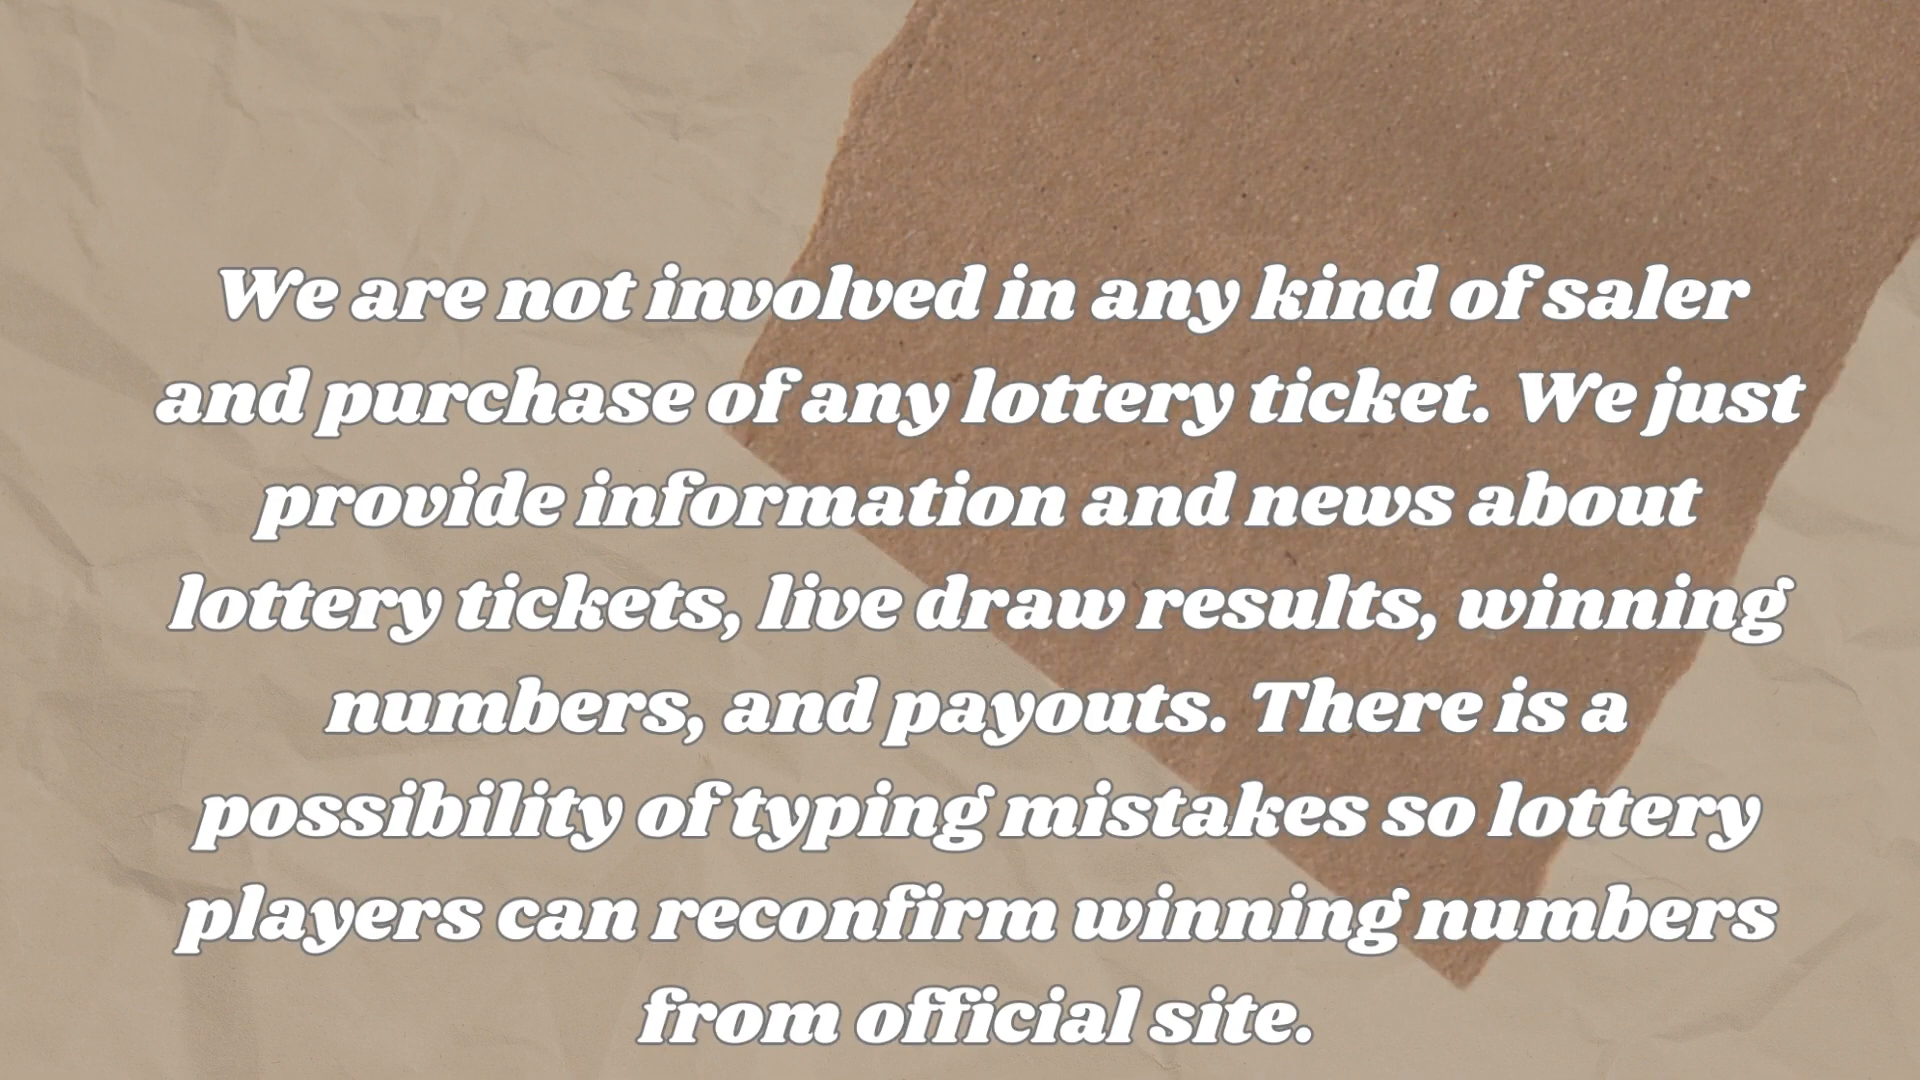 We are not involved in any kind of saler
and purchase of any lottery ticket. We just
provide information and news about
lottery tickets, live draw results, winning
numbers, and payouts. There is a
possibility of typing mistakes so lottery
players can reconfirm winning numbers
from official site.